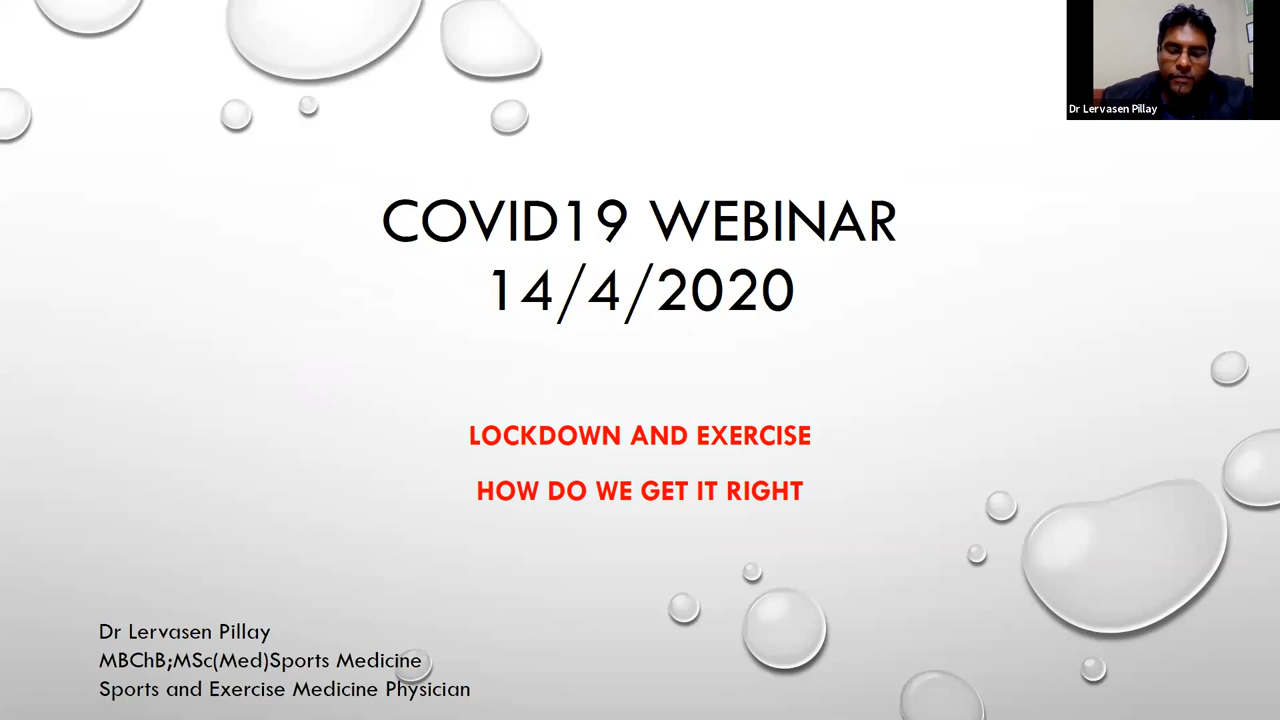 Dr Lervasen Pillay
COVID19 WEBINAR
14/4/2020
LOCKDOWN AND EXERCISE
HOW DO WE GET IT RIGHT
Dr Lervasen Pillay
MBChB;MSc(Med)Sports Medicine
Sports and Exercise Medicine Physician